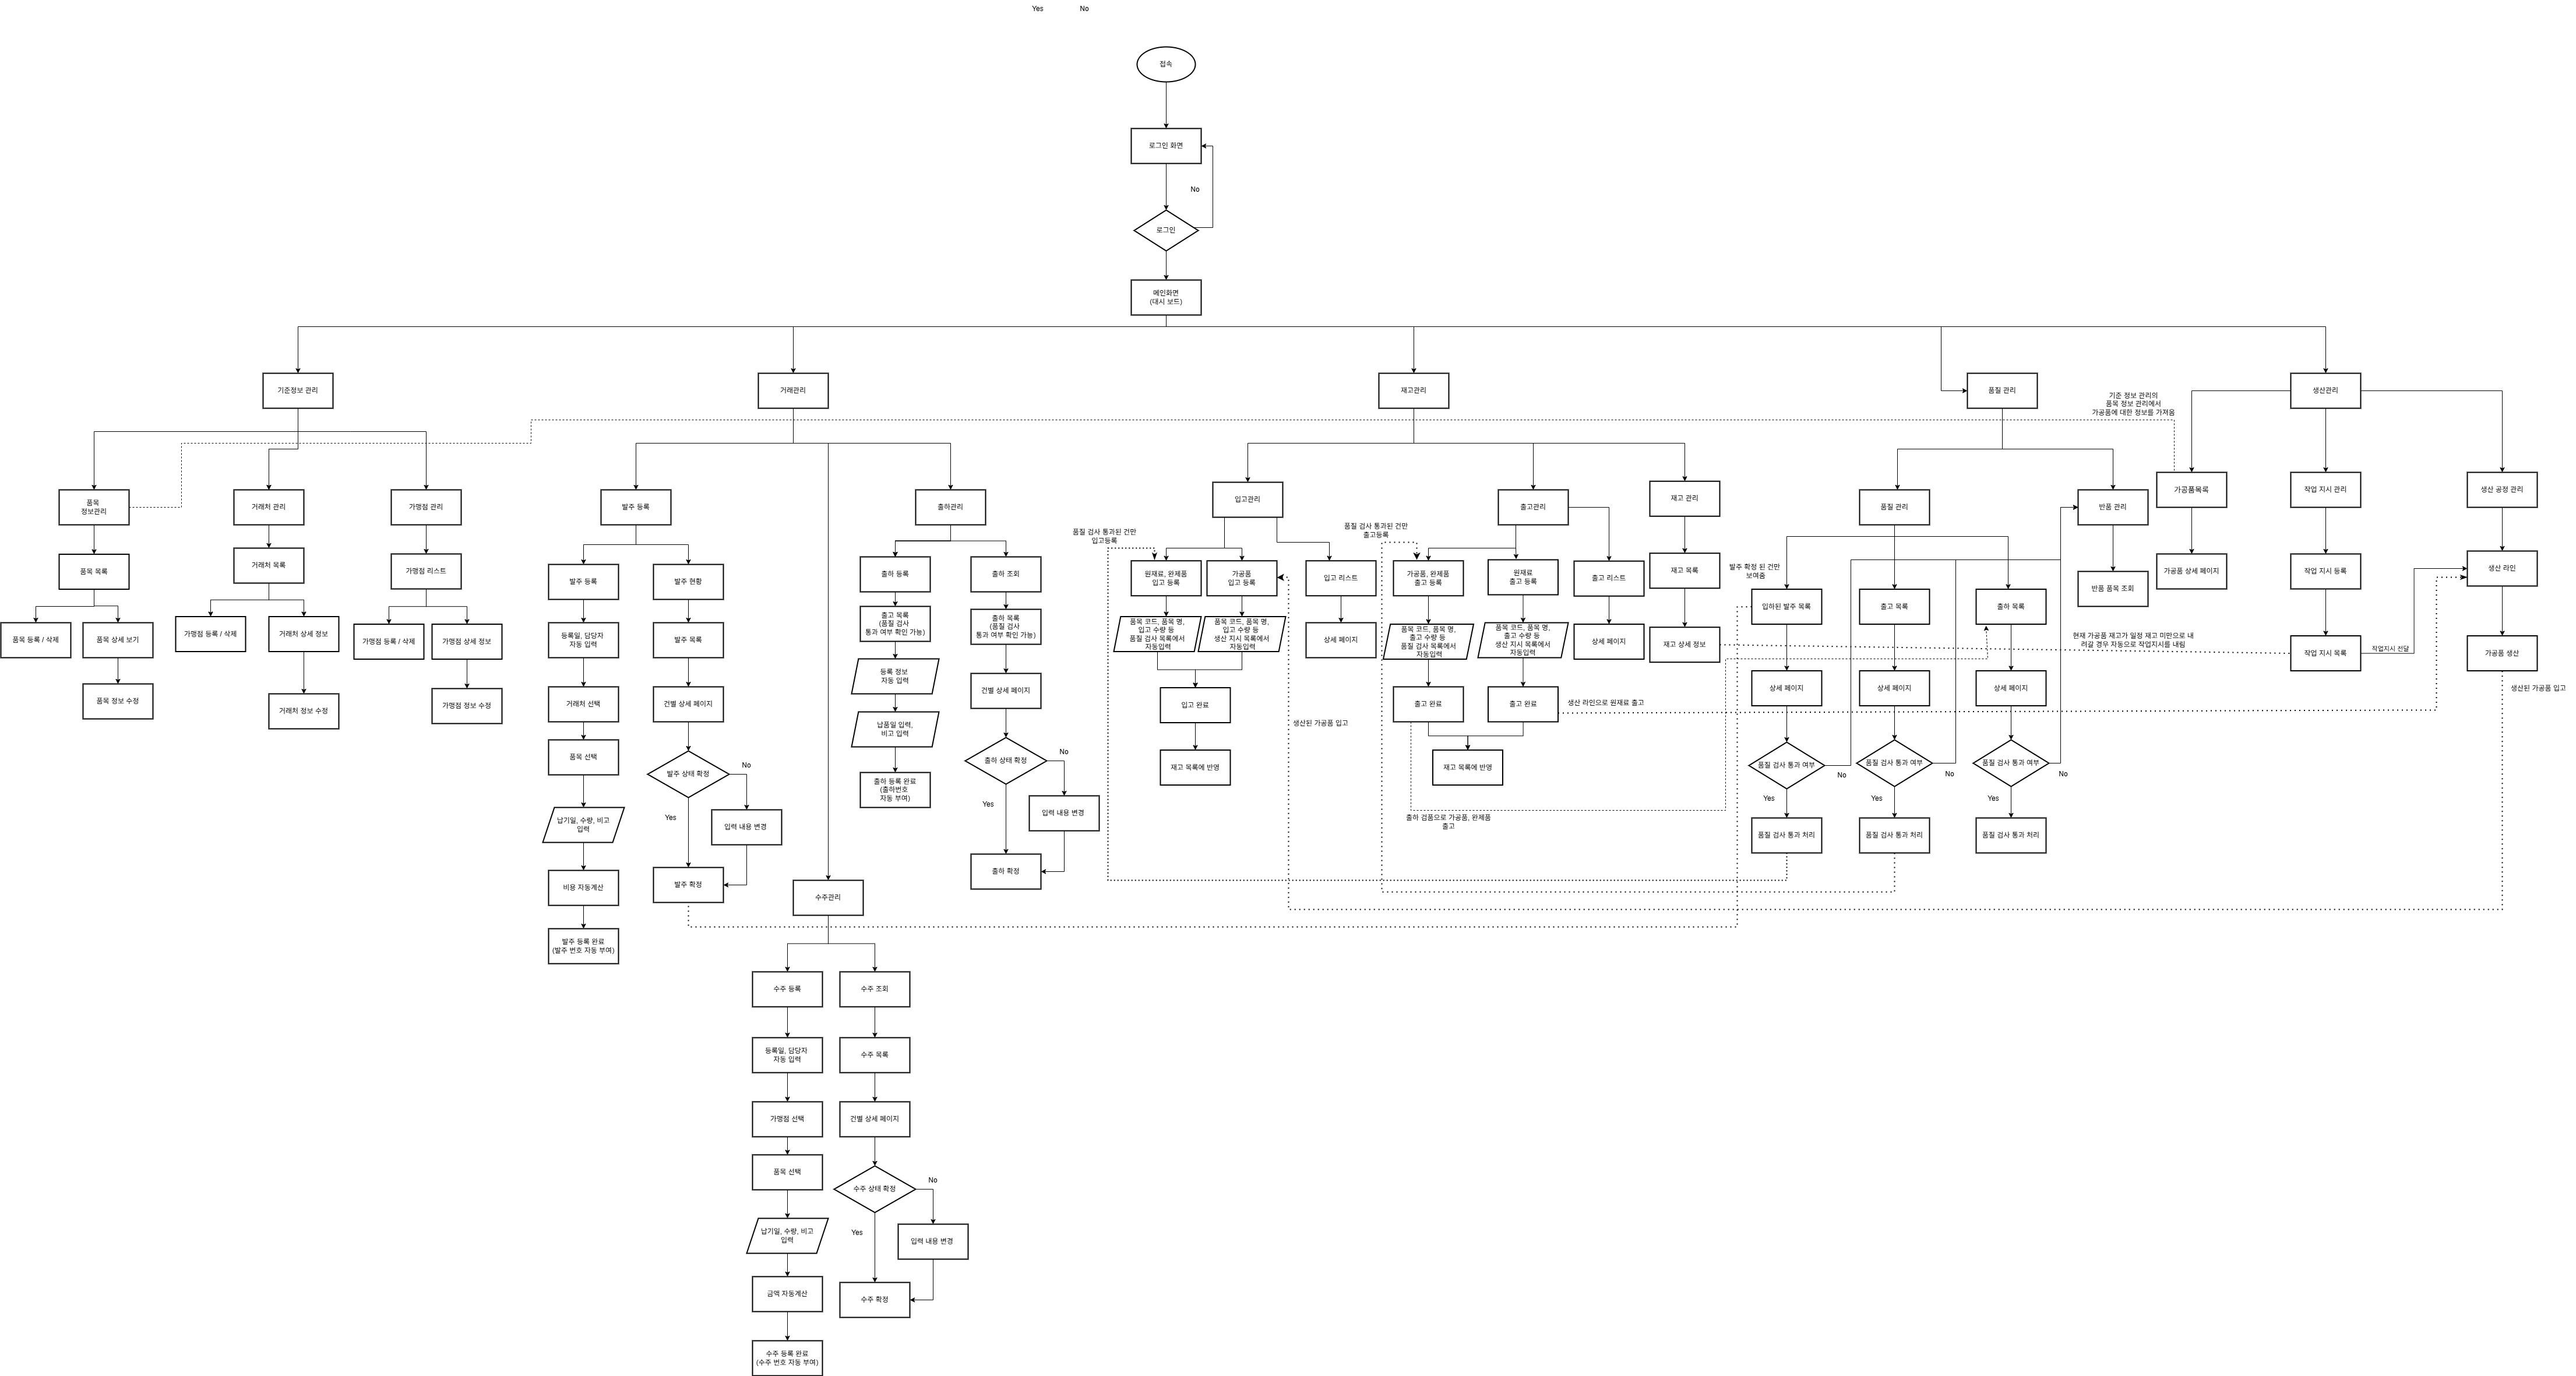 Yes
No
접속
로그인 화면
No
로그인
메인화면
(대시 보드)
기준정보 관리
거래관리
재고관리
품질 관리
생산관리
기준 정보 관리의
품목 정보 관리에서
가공품에 대한 정보를 가져옴
품목
정보관리
거래처 관리
가맹점 관리
품목 목록
거래처 목록
가맹점 리스트
품목 등록 / 삭제
품목 상세 보기
가맹점 등록 / 삭제
거래처 상세 정보
가맹점 등록 / 삭제
가맹점 상세 정보
품목 정보 수정
거래처 정보 수정
가맹점 정보 수정
발주 등록
발주 등록
발주 현황
등록일, 담당자
자동 입력
발주 목록
거래처 선택
건별 상세 페이지
품목 선택
발주 상태 확정
No
Yes
납기일, 수량, 비고
입력
입력 내용 변경
비용 자동계산
발주 확정
발주 등록 완료
(발주 번호 자동 부여)
출하관리
출하 등록
출하 조회
출고 목록
(품질 검사
통과 여부 확인 가능)
출하 목록
(품질 검사
통과 여부 확인 가능)
등록 정보
자동 입력
건별 상세 페이지
납품일 입력,
비고 입력
출하 상태 확정
No
Yes
출하 등록 완료
(출하번호
자동 부여)
입력 내용 변경
출하 확정
수주관리
수주 등록
수주 조회
등록일, 담당자
자동 입력
수주 목록
가맹점 선택
건별 상세 페이지
품목 선택
수주 상태 확정
No
Yes
납기일, 수량, 비고
입력
입력 내용 변경
금액 자동계산
수주 확정
수주 등록 완료
(수주 번호 자동 부여)
입고관리
품질 검사 통과된 건만
입고등록
원재료, 완제품
입고 등록
가공품
입고 등록
입고 리스트
품목 코드, 품목 명,
입고 수량 등
품질 검사 목록에서
자동입력
품목 코드, 품목 명,
입고 수량 등
생산 지시 목록에서
자동입력
상세 페이지
입고 완료
생산된 가공품 입고
재고 목록에 반영
출고관리
품질 검사 통과된 건만
출고등록
가공품, 완제품
출고 등록
원재료
출고 등록
출고 리스트
품목 코드, 품목 명,
출고 수량 등
품질 검사 목록에서
자동입력
품목 코드, 품목 명,
출고 수량 등
생산 지시 목록에서
자동입력
상세 페이지
출고 완료
출고 완료
생산 라인으로 원재료 출고
재고 목록에 반영
출하 검품으로 가공품, 완제품
출고
재고 관리
재고 목록
재고 상세 정보
품질 관리
반품 관리
발주 확정 된 건만
보여줌
입하된 발주 목록
출고 목록
출하 목록
반품 품목 조회
상세 페이지
상세 페이지
상세 페이지
품질 검사 통과 여부
품질 검사 통과 여부
품질 검사 통과 여부
No
No
No
Yes
Yes
Yes
품질 검사 통과 처리
품질 검사 통과 처리
품질 검사 통과 처리
가공품목록
작업 지시 관리
생산 공정 관리
가공품 상세 페이지
작업 지시 등록
생산 라인
현재 가공품 재고가 일정 재고 미만으로 내
려갈 경우 자동으로 작업지시를 내림
작업 지시 목록
작업지시 전달
가공품 생산
생산된 가공품 입고